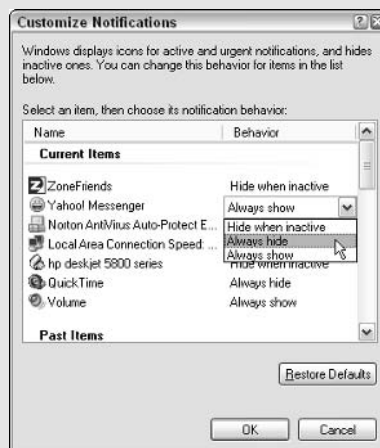 Customize Notifications
Windows displays icons for active and urgent notifications, and hides
inactive ones. You can change this behavior for items in the list
below.
Select an item, then choose its notification behavior:
Name Behavior
Current Items
ZoneFriends Hide when inactive
Yahoo! Messenger Always show
Norton AntiVirus Auto-Protect E... Hide when inactive
Local Area Connection Speed: ... Always hide
Always show
hp deskjet 5800 series Hide when inactive
QuickTime Always hide
Volume Always show
Past Items
Restore Defaults
OK Cancel